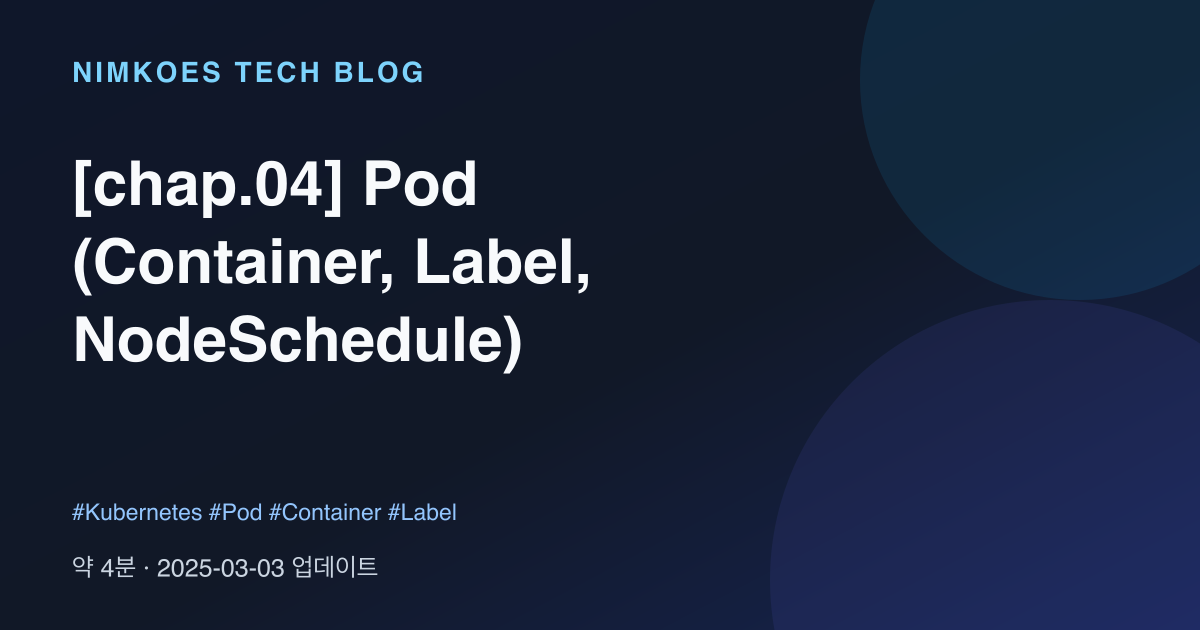 NIMKOES TECH BLOG
[chap.04] Pod
(Container, Label,
NodeSchedule)
#Kubernetes #Pod #Container #Label
약 4분 · 2025-03-03 업데이트